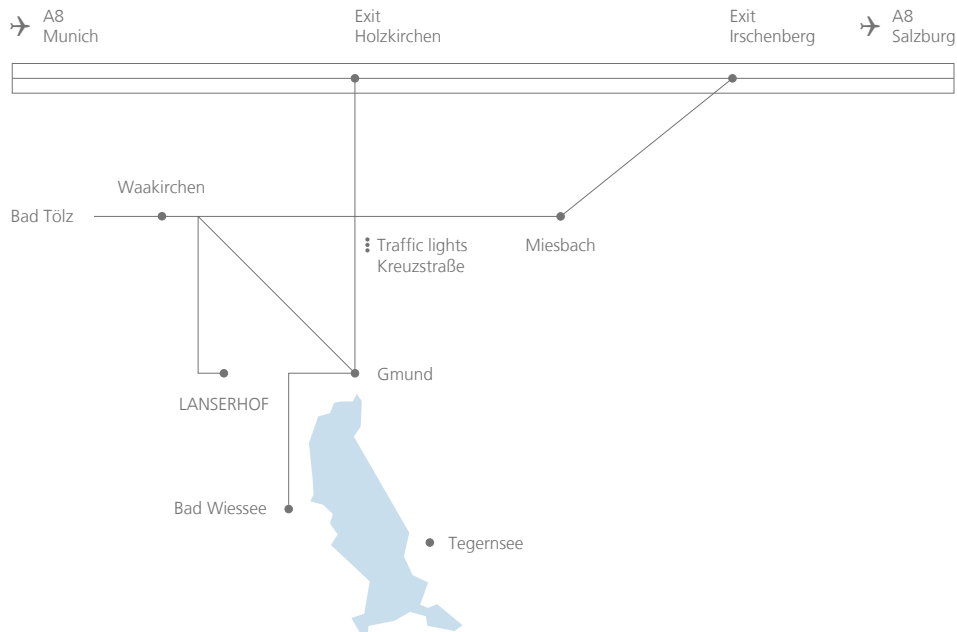 A8
Munich
Exit
Holzkirchen
Exit
Irschenberg
A8
Salzburg
Waakirchen
Bad Tölz
Traffic lights
Kreuzstraße
Miesbach
Gmund
LANSERHOF
Bad Wiessee
Tegernsee